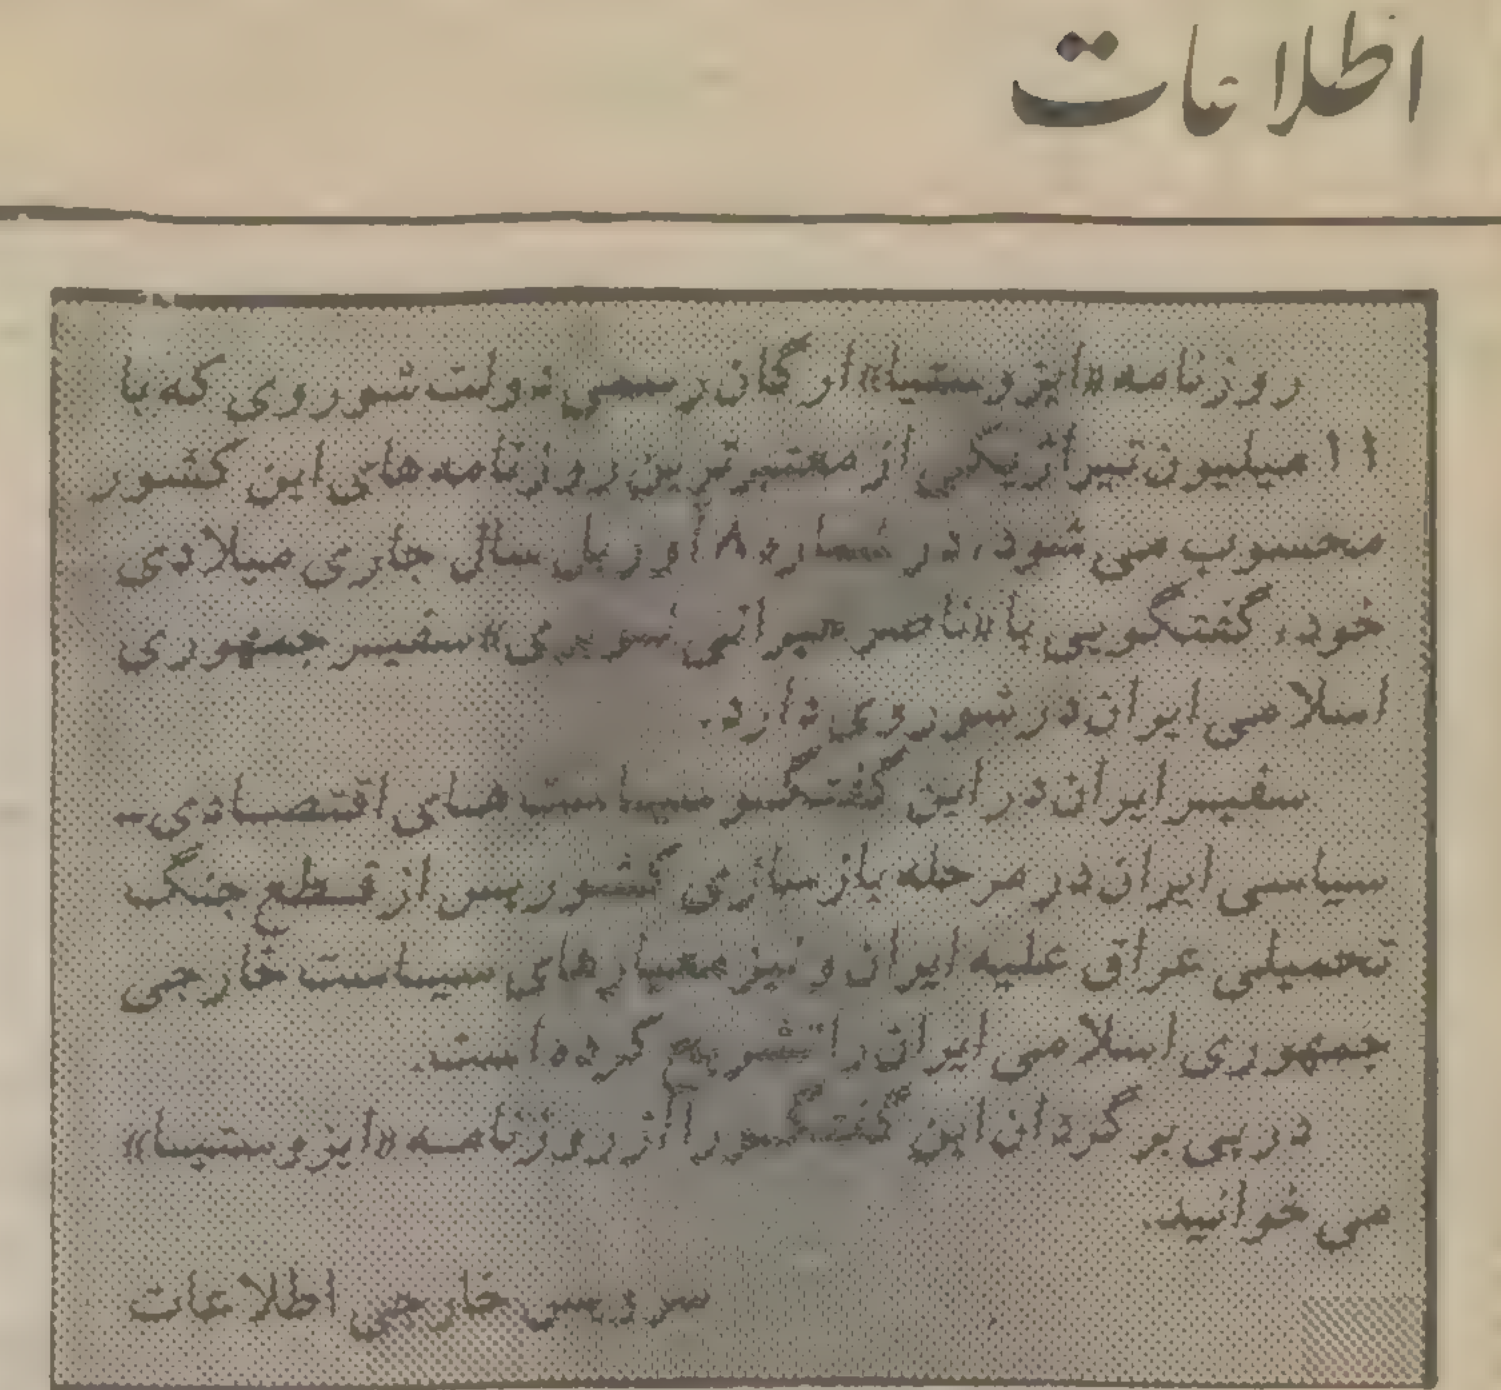 اطلاعات
روزنامه «ایزوستیا» ارگان رسمی دولت شوروی که با
۱۱ میلیون تیراژ یکی از معتبرترین روزنامه های این کشور
محسوب می شود، در شماره ۸ آوریل سال جاری میلادی
خود، گفتگویی با «ناصر حیرانی نوبری» سفیر جمهوری
اسلامی ایران در شوروی دارد.
سفیر ایران در این گفتگو سیاست های اقتصادی-
سیاسی ایران در مرحله بازسازی کشور پس از قطع جنگ
تحمیلی عراق علیه ایران و نیز معیارهای سیاست خارجی
جمهوری اسلامی ایران را تشریح کرده است.
در پی برگردان این گفتگو را از روزنامه «ایزوستیا»
می خوانید.
سرویس خارجی اطلاعات